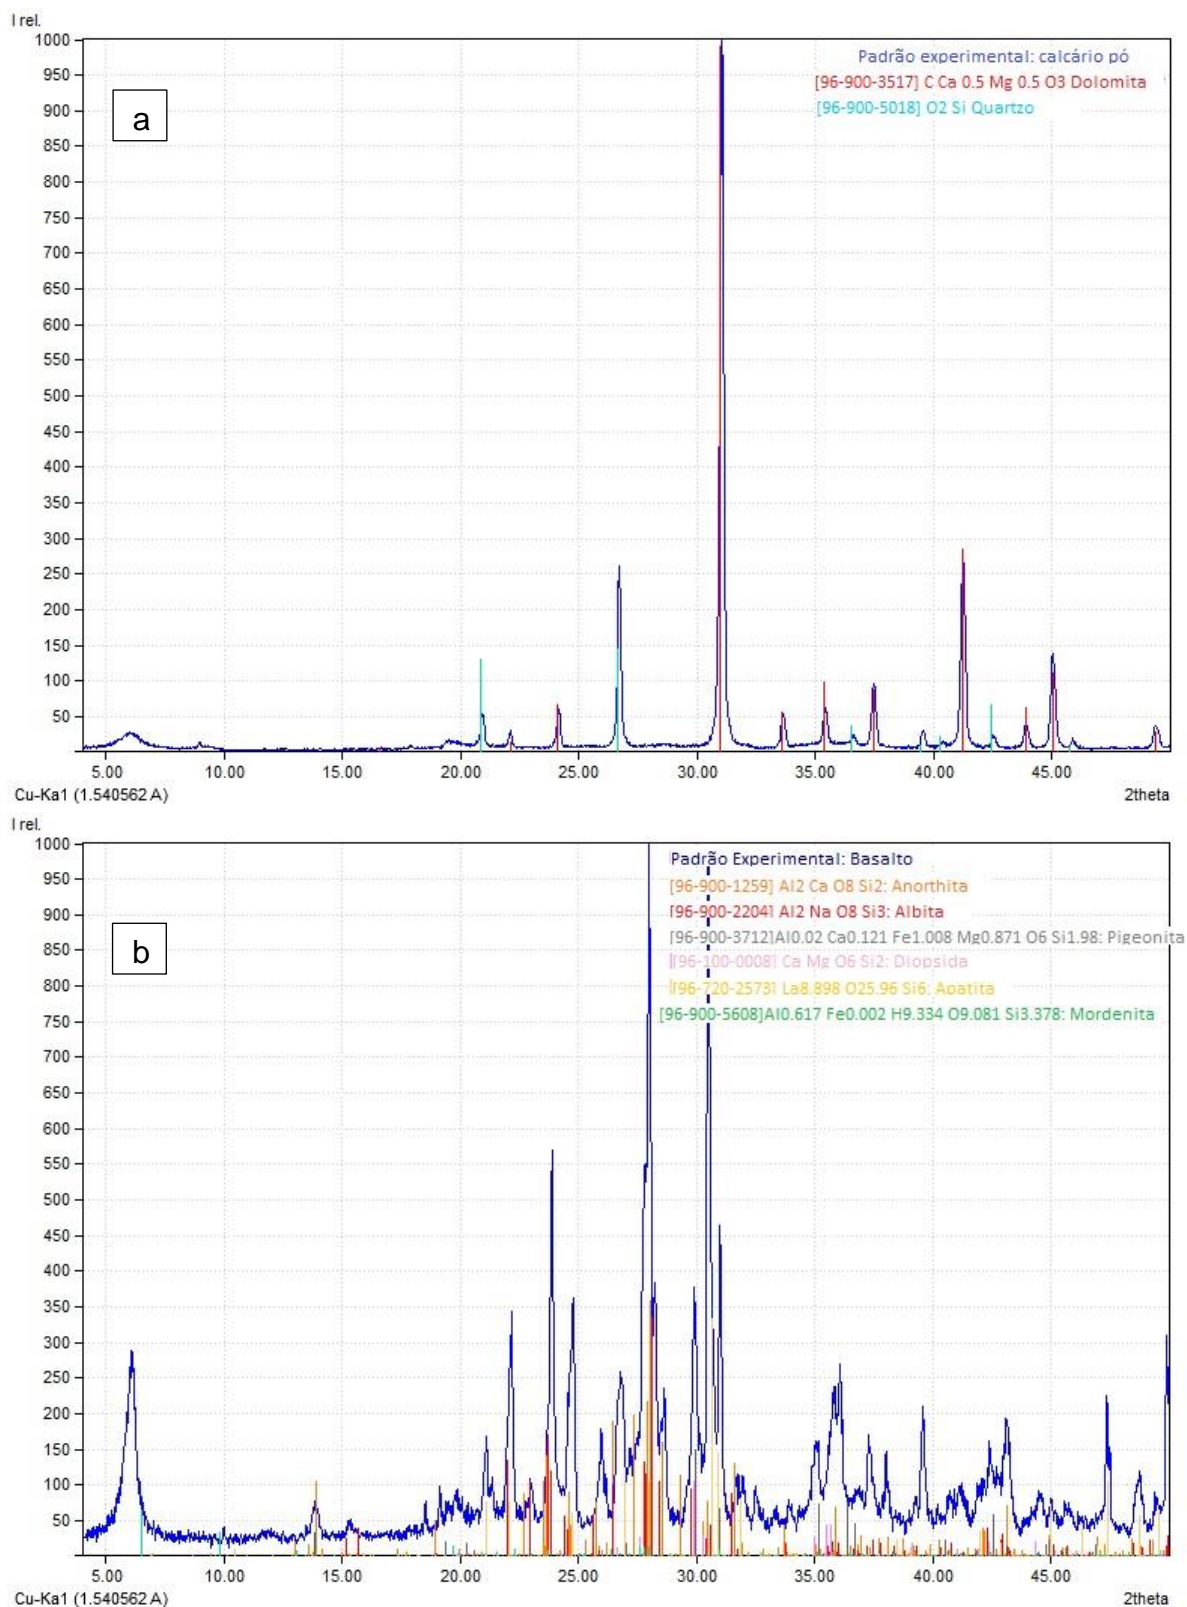 I rel.
1000
950
900
850
800
750
700
650
600
550
500
450
400
350
300
250
200
150
100
50
a
Padrão experimental: calcário pó
[96-900-3517] C Ca 0.5 Mg 0.5 O3 Dolomita
[96-900-5018] O2 Si Quartzo
5.00 10.00 15.00 20.00 25.00 30.00 35.00 40.00 45.00
Cu-Ka1 (1.540562 A) 2theta
I rel.
1000
950
900
850
800
750
700
650
600
550
500
450
400
350
300
250
200
150
100
50
b
Padrão Experimental: Basalto
[96-900-1259] Al2 Ca O8 Si2: Anorthita
[96-900-2204] Al2 Na O8 Si3: Albita
[96-900-3712]Al0.02 Ca0.121 Fe1.008 Mg0.871 O6 Si1.98: Pigeonita
[96-100-0008] Ca Mg O6 Si2: Diopsida
[96-720-2573] La8.898 O25.96 Si6: Apatita
[96-900-5608]Al0.617 Fe0.002 H9.334 O9.081 Si3.378: Mordenita
5.00 10.00 15.00 20.00 25.00 30.00 35.00 40.00 45.00
Cu-Ka1 (1.540562 A) 2theta